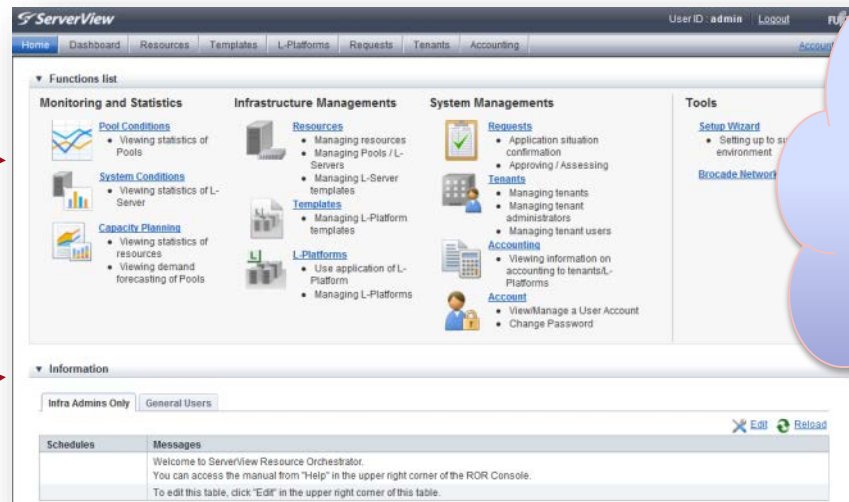 ServerView
UserID : admin Logout
Home Dashboard Resources Templates L-Platforms Requests Tenants Accounting
Functions list
Monitoring and Statistics
Pool Conditions
• Viewing statistics of
Pools
System Conditions
• Viewing statistics of L-
Server
Capacity Planning
• Viewing statistics of
resources
• Viewing demand
forecasting of Pools
Infrastructure Managements
Resources
• Managing resources
• Managing Pools / L-
Servers
• Managing L-Server
templates
Templates
• Managing L-Platform
templates
L-Platforms
• Use application of L-
Platform
• Managing L-Platforms
System Managements
Requests
• Application situation
confirmation
• Approving / Assessing
Tenants
• Managing tenants
• Managing tenant
administrators
• Managing tenant users
Accounting
• Viewing information on
accounting to tenants/L-
Platforms
Account
• View/Manage a User Account
• Change Password
Tools
Setup Wizard
• Setting up to
environment
Brocade Network
Information
Infra Admins Only General Users
Edit Reload
Schedules Messages
Welcome to ServerView Resource Orchestrator.
You can access the manual from "Help" in the upper right corner of the ROR Console.
To edit this table, click "Edit" in the upper right corner of this table.